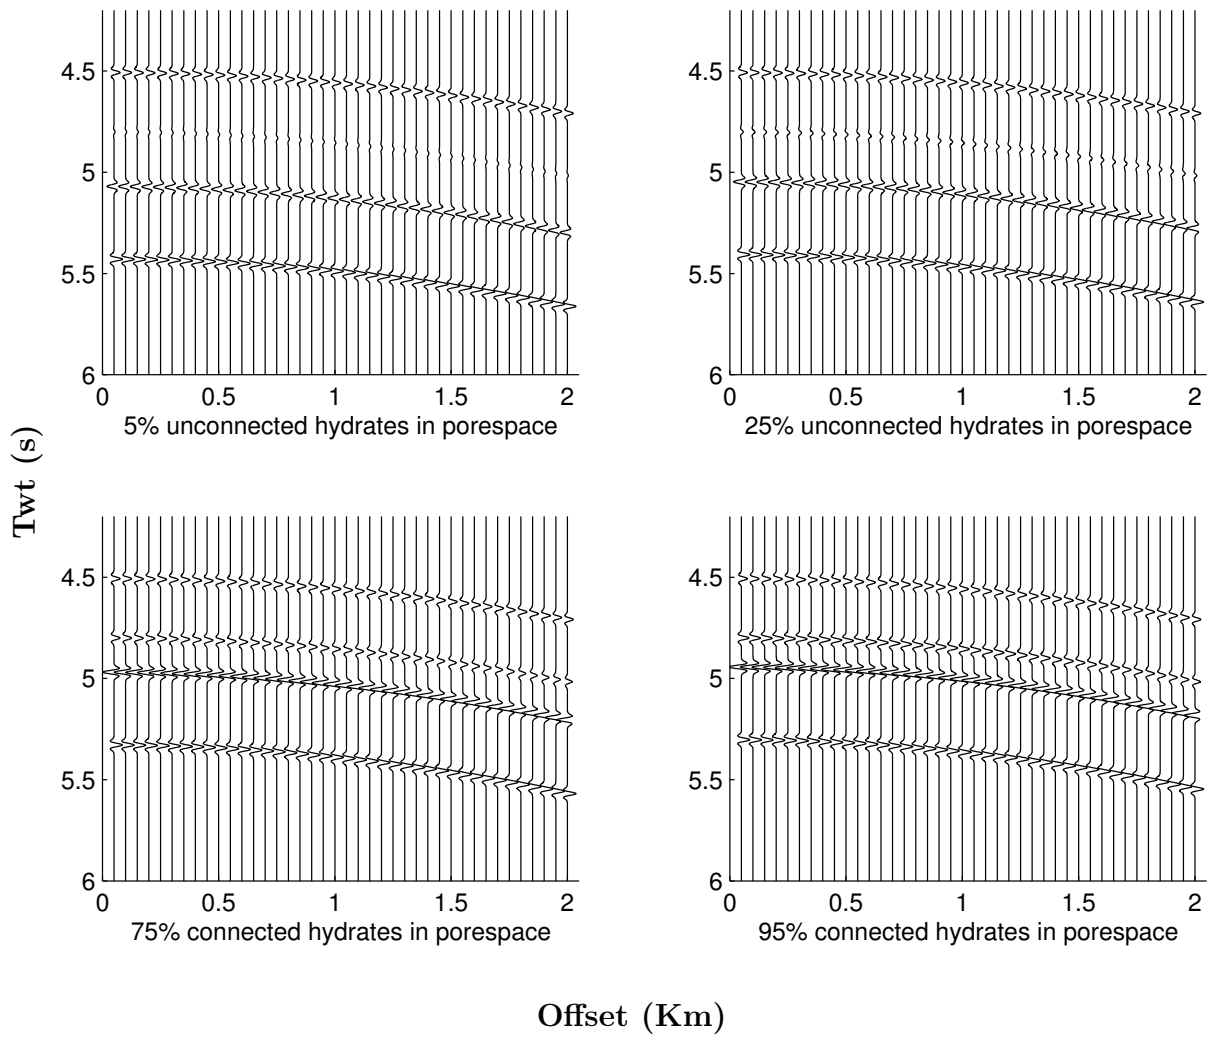 4.5
5
5.5
6
0 0.5 1 1.5 2
5% unconnected hydrates in porespace
4.5
5
5.5
6
0 0.5 1 1.5 2
25% unconnected hydrates in porespace
Twt (s)
4.5
5
5.5
6
0 0.5 1 1.5 2
75% connected hydrates in porespace
4.5
5
5.5
6
0 0.5 1 1.5 2
95% connected hydrates in porespace
Offset (Km)